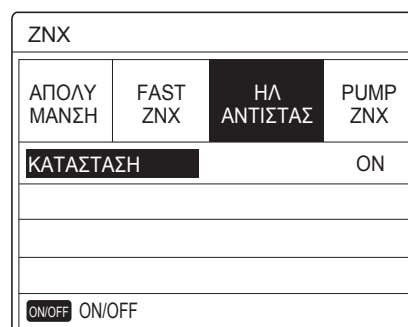 ZNX
ΑΠΟΛΥ
ΜΑΝΣΗ
FAST
ZNX
ΗΛ
ΑΝΤΙΣΤΑΣ
PUMP
ZNX
ΚΑΤΑΣΤΑΣΗ ON
ON/OFF ON/OFF